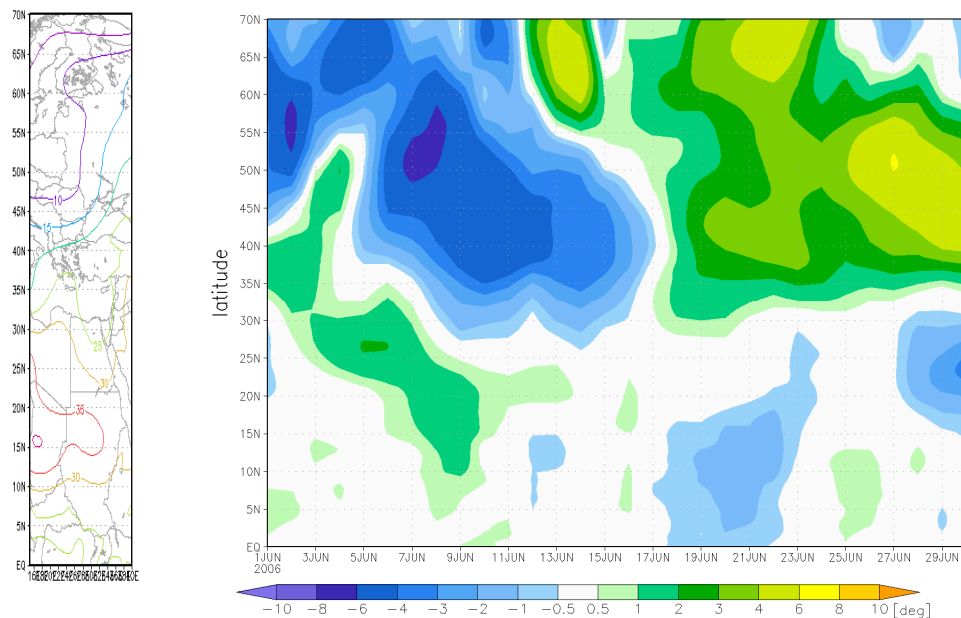 70N
65N
60N
55N
50N
45N
40N
35N
30N
25N
20N
15N
10N
5N
EQ
10
15
25
30
35
30
70N
65N
60N
55N
50N
45N
40N
35N
30N
25N
20N
15N
10N
5N
EQ
latitude
1JUN 3JUN 5JUN 7JUN 9JUN 11JUN 13JUN 15JUN 17JUN 19JUN 21JUN 23JUN 25JUN 27JUN 29JUN
2006
-10 -8 -6 -4 -3 -2 -1 -0.5 0.5 1 2 3 4 6 8 10 [deg]